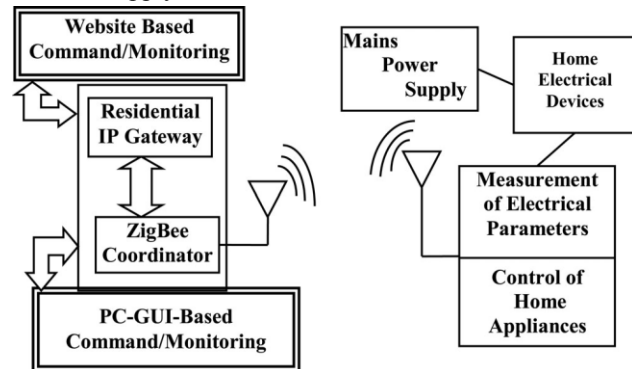 Website Based
Command/Monitoring
Residential
IP Gateway
ZigBee
Coordinator
PC-GUI-Based
Command/Monitoring
Mains
Power
Supply
Home
Electrical
Devices
Measurement
of Electrical
Parameters
Control of
Home
Appliances